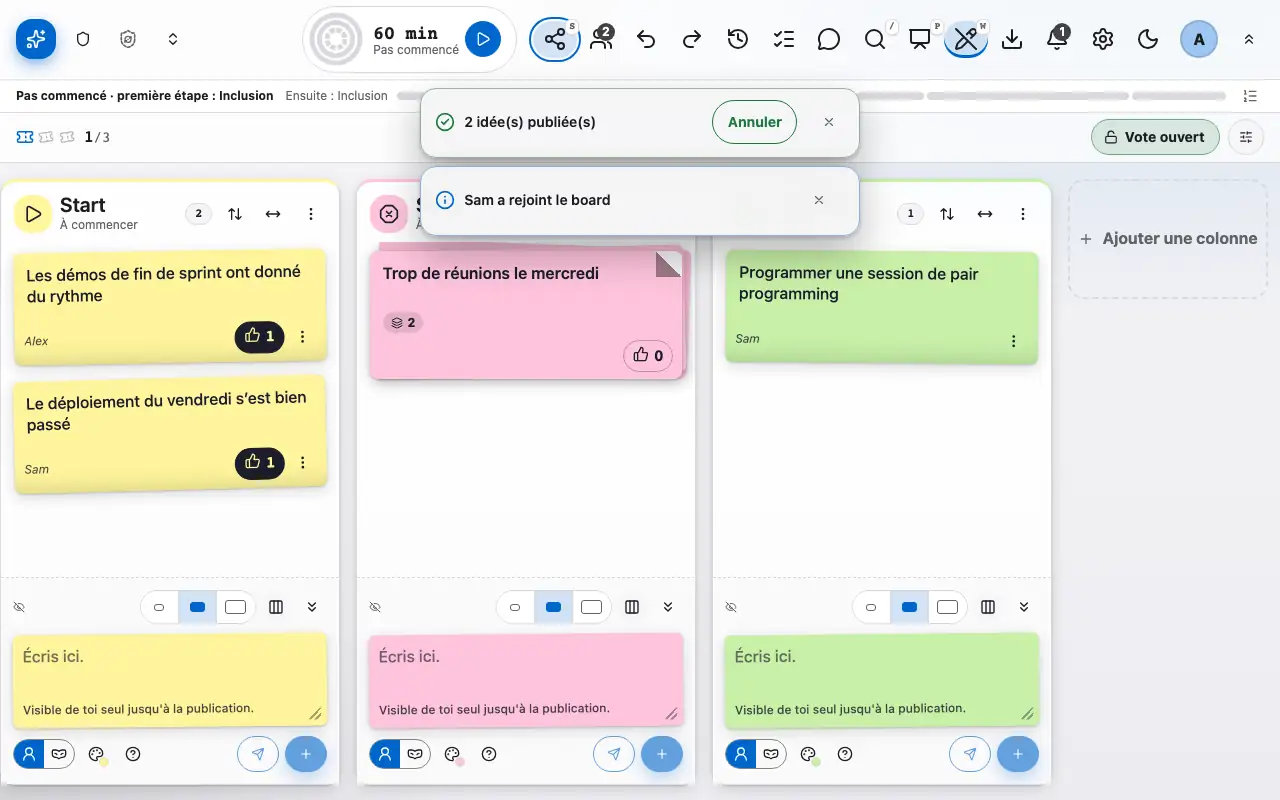 60 min
Pas commencé
S
2
/
P
W
1
A
Pas commencé · première étape : Inclusion
Ensuite : Inclusion
1/3
2 idée(s) publiée(s)
Annuler
Vote ouvert
Sam a rejoint le board
Start
À commencer
2
1
Ajouter une colonne
Les démos de fin de sprint ont donné
du rythme
Alex
1
Le déploiement du vendredi s’est bien
passé
Sam
1
Trop de réunions le mercredi
2
0
Programmer une session de pair
programming
Sam
Écris ici.
Visible de toi seul jusqu'à la publication.
Écris ici.
Visible de toi seul jusqu'à la publication.
Écris ici.
Visible de toi seul jusqu'à la publication.